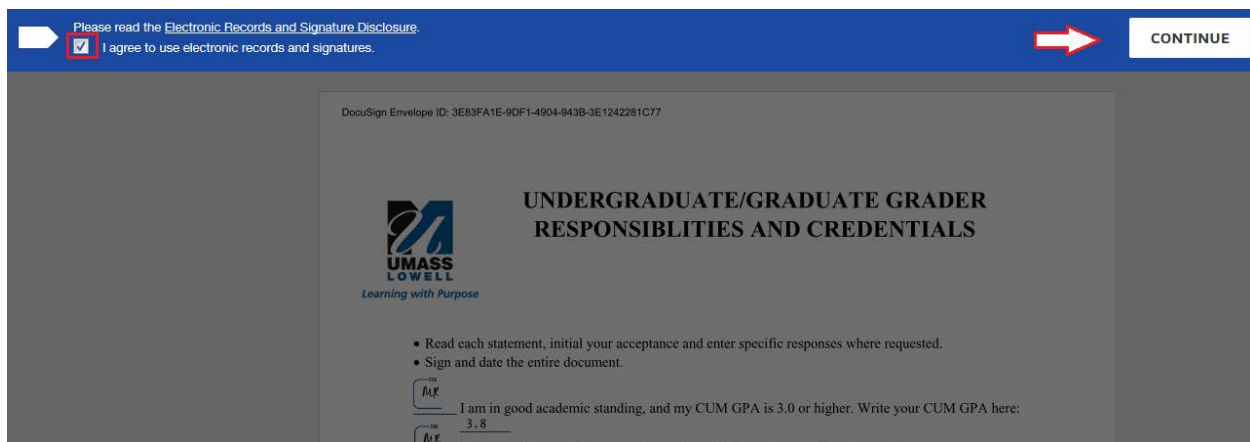 Please read the Electronic Records and Signature Disclosure.
I agree to use electronic records and signatures.
CONTINUE
DocuSign Envelope ID: 3E83FA1E-9DF1-4904-943B-3E1242281C77
UNDERGRADUATE/GRADUATE GRADER
RESPONSIBLITIES AND CREDENTIALS
UMASS
LOWELL
Learning with Purpose
• Read each statement, initial your acceptance and enter specific responses where requested.
• Sign and date the entire document.
DS
MR
I am in good academic standing, and my CUM GPA is 3.0 or higher. Write your CUM GPA here:
3.8
DS
MR